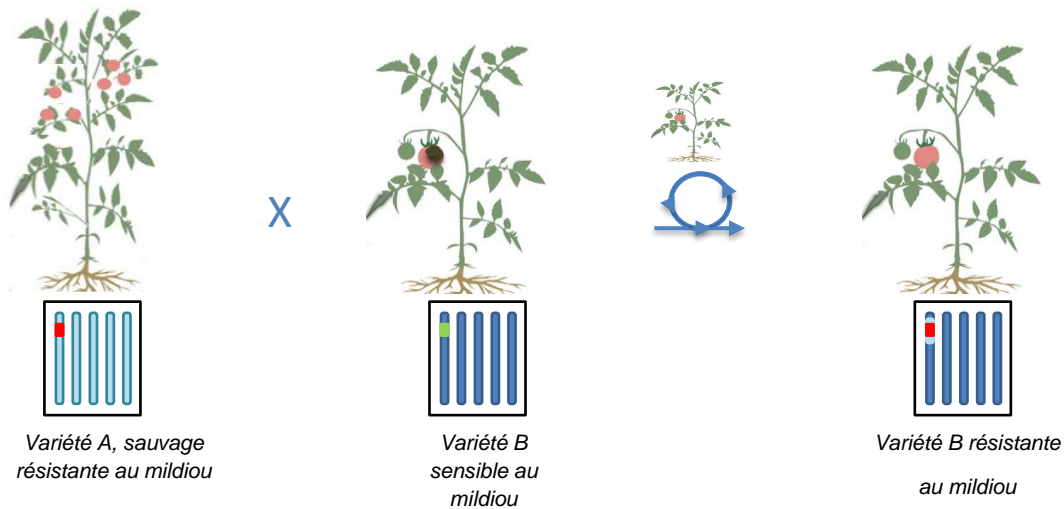 X
Variété A, sauvage
résistante au mildiou
Variété B
sensible au
mildiou
Variété B résistante
au mildiou